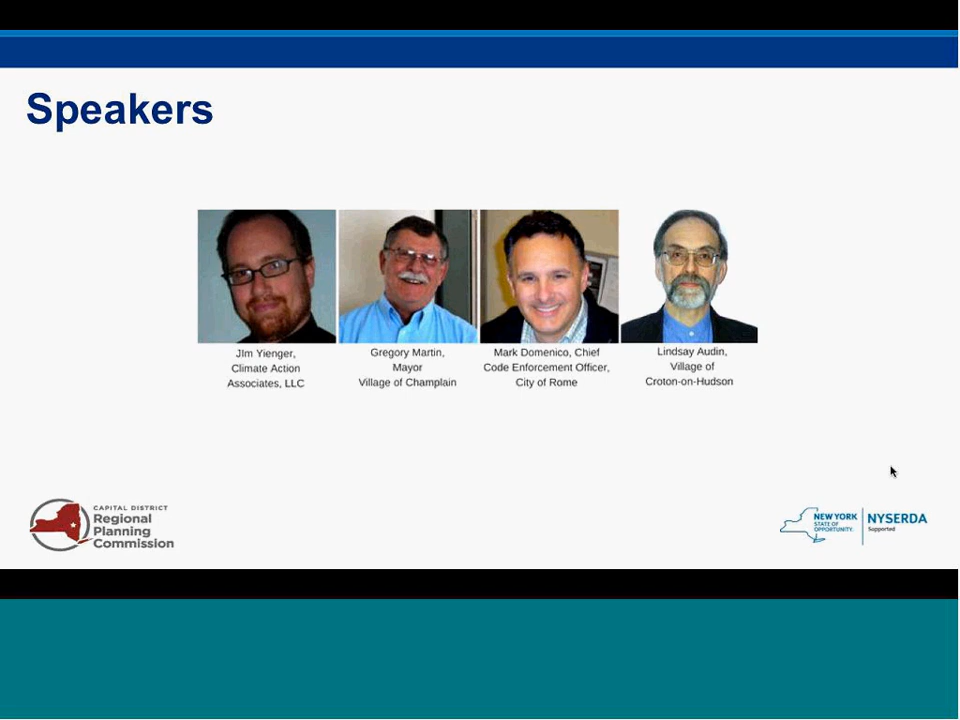 Speakers
JIm Yienger,
Climate Action
Associates, LLC
Gregory Martin,
Mayor
Village of Champlain
Mark Domenico, Chief
Code Enforcement Officer,
City of Rome
Lindsay Audin,
Village of
Croton-on-Hudson
CAPITAL DISTRICT
Regional
Planning
Commission
NEW YORK
STATE OF
OPPORTUNITY.
NYSERDA
Supported